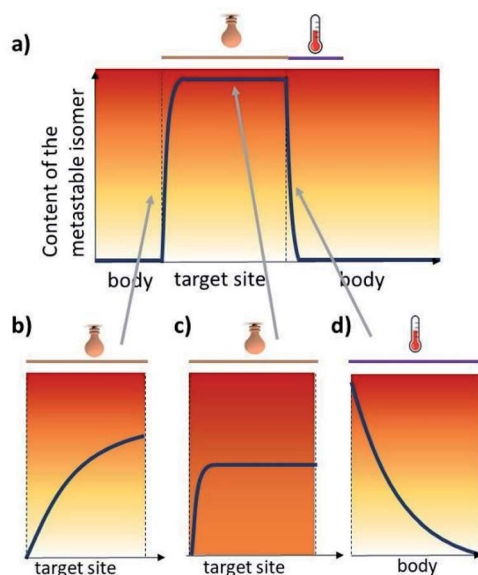 a)
Content of the
metastable isomer
body target site body
b) c) d)
target site target site body